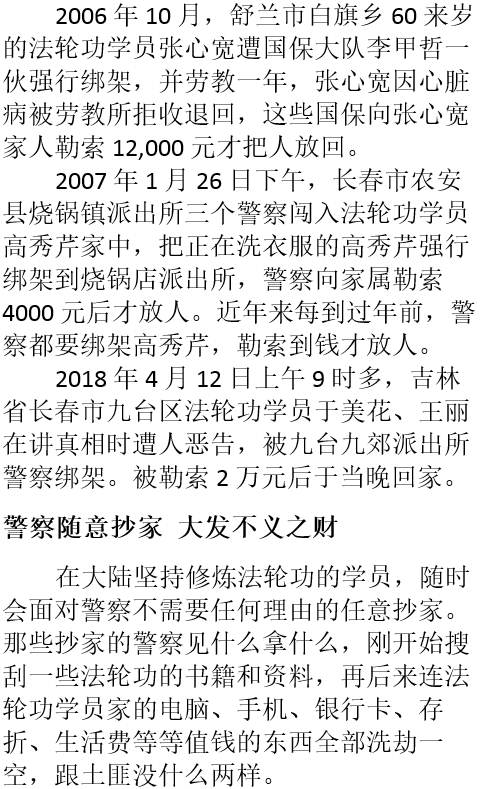 2006 年 10 月，舒兰市白旗乡 60 来岁
的法轮功学员张心宽遭国保大队李甲哲一
伙强行绑架，并劳教一年，张心宽因心脏
病被劳教所拒收退回，这些国保向张心宽
家人勒索 12,000 元才把人放回。
2007 年 1 月 26 日下午，长春市农安
县烧锅镇派出所三个警察闯入法轮功学员
高秀芹家中，把正在洗衣服的高秀芹强行
绑架到烧锅店派出所，警察向家属勒索
4000 元后才放人。近年来每到过年前，警
察都要绑架高秀芹，勒索到钱才放人。
2018 年 4 月 12 日上午 9 时多，吉林
省长春市九台区法轮功学员于美花、王丽
在讲真相时遭人恶告，被九台九郊派出所
警察绑架。被勒索 2 万元后于当晚回家。
警察随意抄家 大发不义之财
在大陆坚持修炼法轮功的学员，随时
会面对警察不需要任何理由的任意抄家。
那些抄家的警察见什么拿什么，刚开始搜
刮一些法轮功的书籍和资料，再后来连法
轮功学员家的电脑、手机、银行卡、存
折、生活费等等值钱的东西全部洗劫一
空，跟土匪没什么两样。